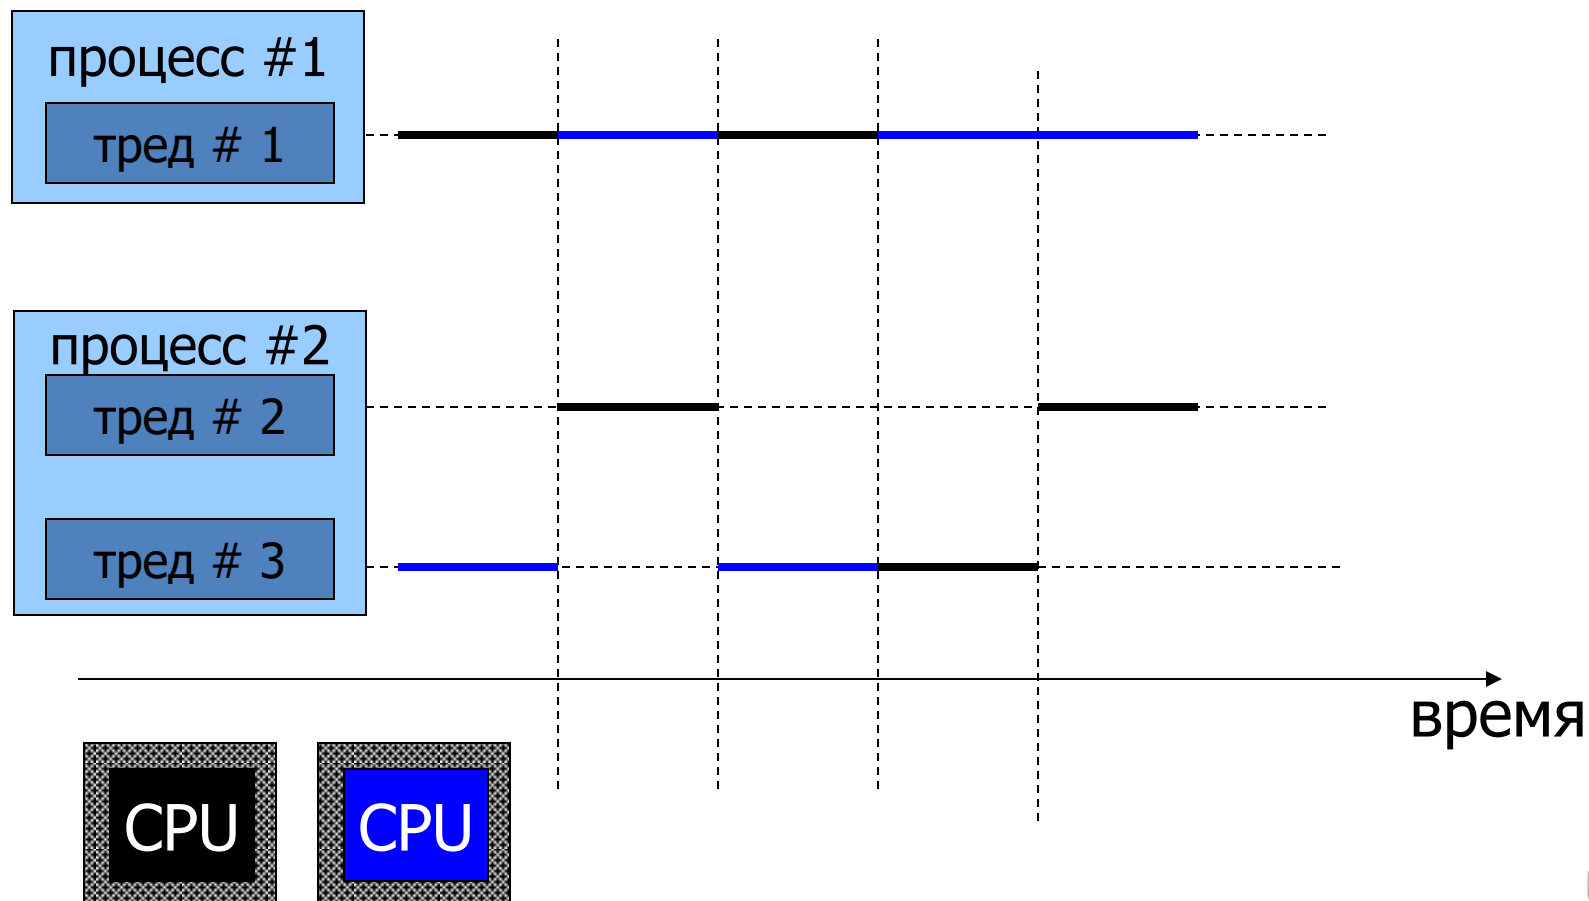 процесс #1
тред # 1
процесс #2
тред # 2
тред # 3
время
CPU
CPU